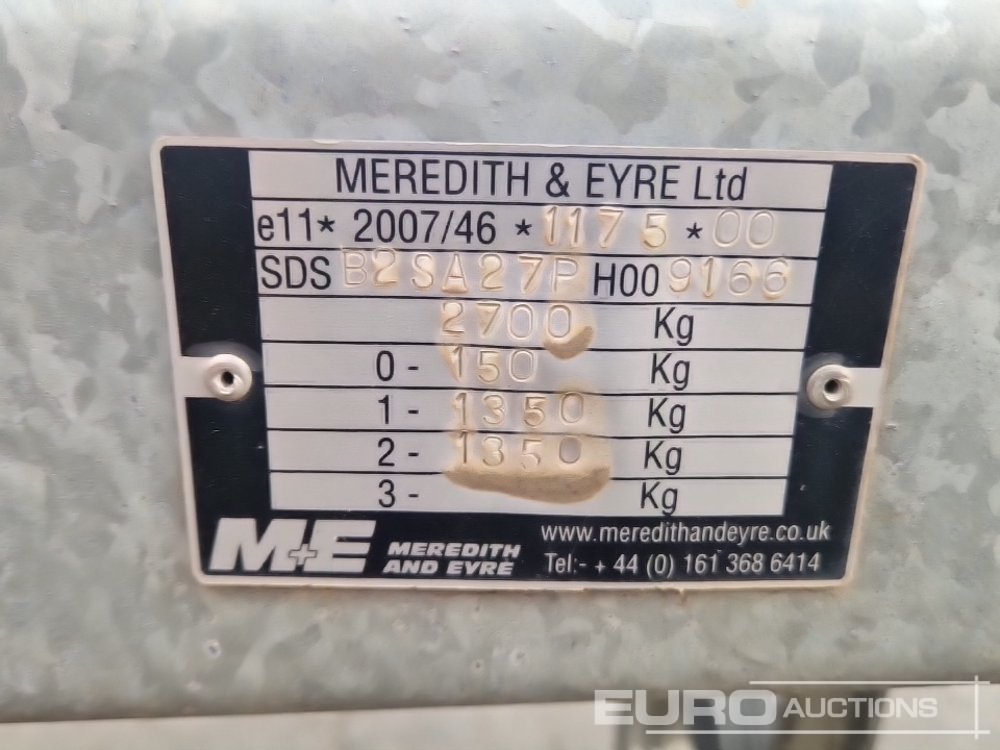 MEREDITH & EYRE Ltd
e11* 2007/46 * 1175 * 00
SDS B2SA27P H00 9166
2700 Kg
0 - 150 Kg
1 - 1350 Kg
2 - 1350 Kg
3 - Kg
M+E MEREDITH AND EYRE
www.meredithandeyre.co.uk
Tel:- + 44 (0) 161 368 6414
EURO AUCTIONS